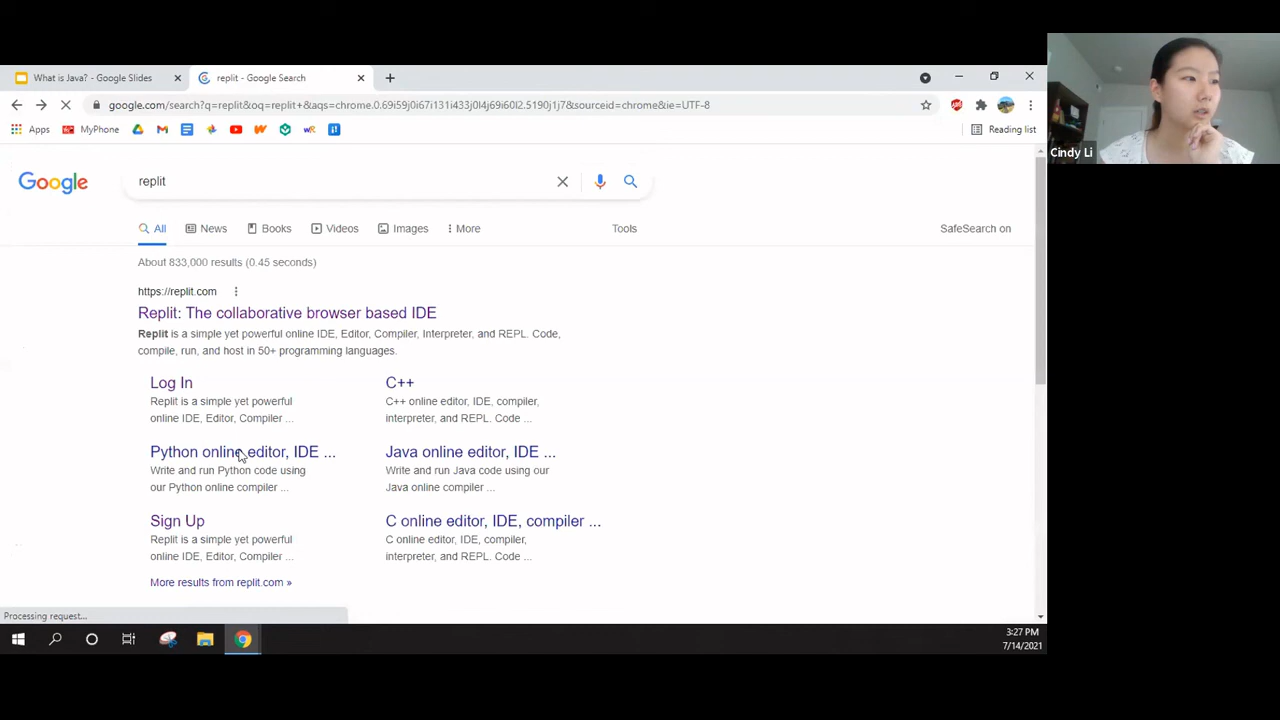 What is Java? - Google Slides
replit - Google Search
google.com/search?q=replit&oq=replit+&aqs=chrome.0.69i59j0i67i131i433j0l4j69i60l2.5190j1j7&sourceid=chrome&ie=UTF-8
Apps
MyPhone
Reading list
Cindy Li
Google
replit
All
News
Books
Videos
Images
More
Tools
SafeSearch on
About 833,000 results (0.45 seconds)
https://replit.com
Replit: The collaborative browser based IDE
Replit is a simple yet powerful online IDE, Editor, Compiler, Interpreter, and REPL. Code,
compile, run, and host in 50+ programming languages.
Log In
Replit is a simple yet powerful
online IDE, Editor, Compiler ...
C++
C++ online editor, IDE, compiler,
interpreter, and REPL. Code ...
Python online editor, IDE ...
Write and run Python code using
our Python online compiler ...
Java online editor, IDE ...
Write and run Java code using our
Java online compiler ...
Sign Up
Replit is a simple yet powerful
online IDE, Editor, Compiler ...
C online editor, IDE, compiler ...
C online editor, IDE, compiler,
interpreter, and REPL. Code ...
More results from replit.com »
Processing request...
3:27 PM
7/14/2021